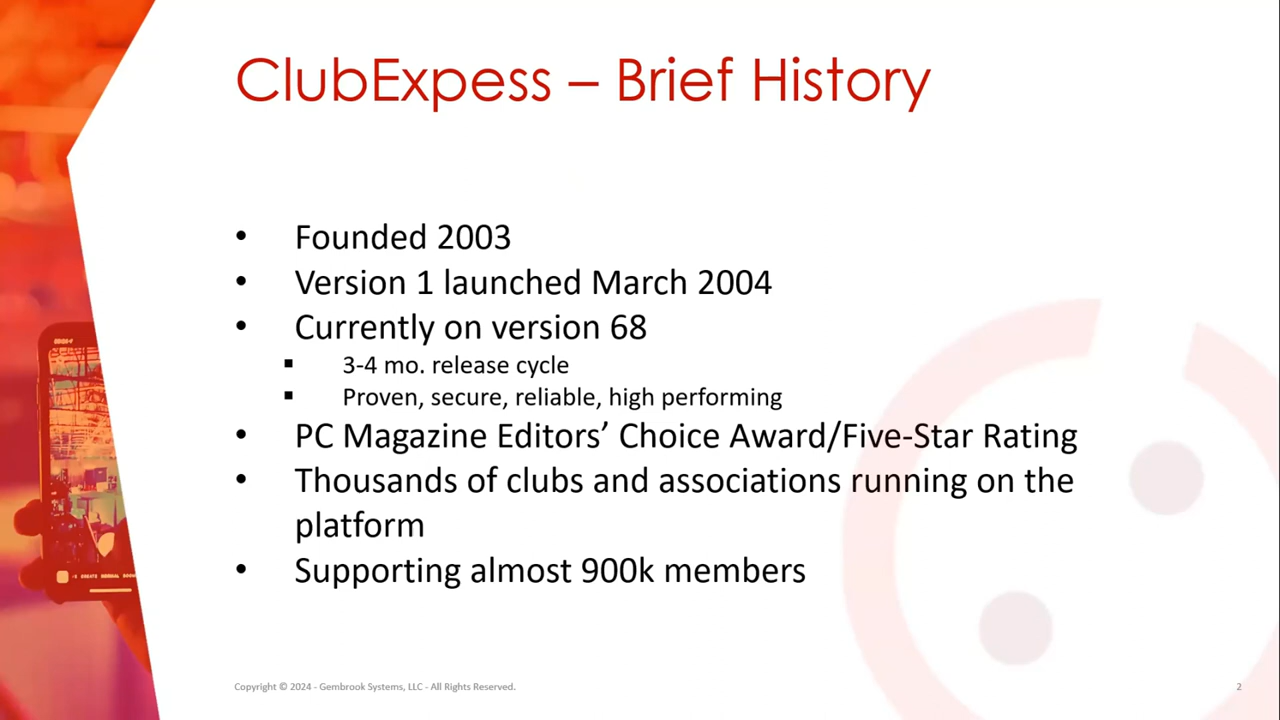 ClubExpess – Brief History
• Founded 2003
• Version 1 launched March 2004
• Currently on version 68
▪ 3-4 mo. release cycle
▪ Proven, secure, reliable, high performing
• PC Magazine Editors’ Choice Award/Five-Star Rating
• Thousands of clubs and associations running on the
platform
• Supporting almost 900k members
Copyright © 2024 - Gembrook Systems, LLC - All Rights Reserved.
2